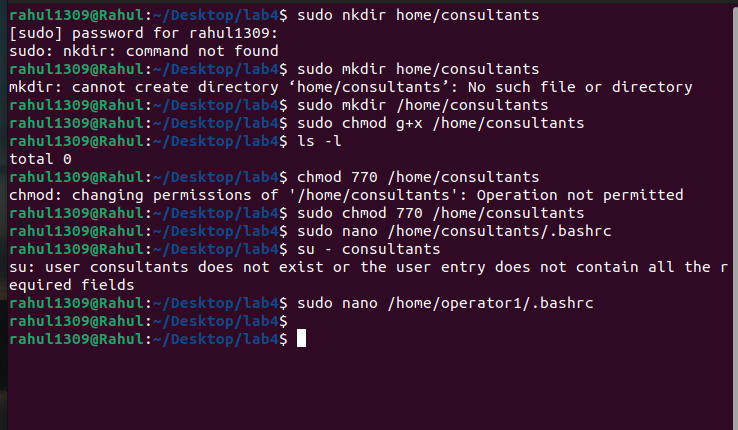 rahul1309@Rahul:~/Desktop/lab4$ sudo nkdir home/consultants
[sudo] password for rahul1309:
sudo: nkdir: command not found
rahul1309@Rahul:~/Desktop/lab4$ sudo mkdir home/consultants
mkdir: cannot create directory ‘home/consultants’: No such file or directory
rahul1309@Rahul:~/Desktop/lab4$ sudo mkdir /home/consultants
rahul1309@Rahul:~/Desktop/lab4$ sudo chmod g+x /home/consultants
rahul1309@Rahul:~/Desktop/lab4$ ls -l
total 0
rahul1309@Rahul:~/Desktop/lab4$ chmod 770 /home/consultants
chmod: changing permissions of '/home/consultants': Operation not permitted
rahul1309@Rahul:~/Desktop/lab4$ sudo chmod 770 /home/consultants
rahul1309@Rahul:~/Desktop/lab4$ sudo nano /home/consultants/.bashrc
rahul1309@Rahul:~/Desktop/lab4$ su - consultants
su: user consultants does not exist or the user entry does not contain all the r
equired fields
rahul1309@Rahul:~/Desktop/lab4$ sudo nano /home/operator1/.bashrc
rahul1309@Rahul:~/Desktop/lab4$
rahul1309@Rahul:~/Desktop/lab4$